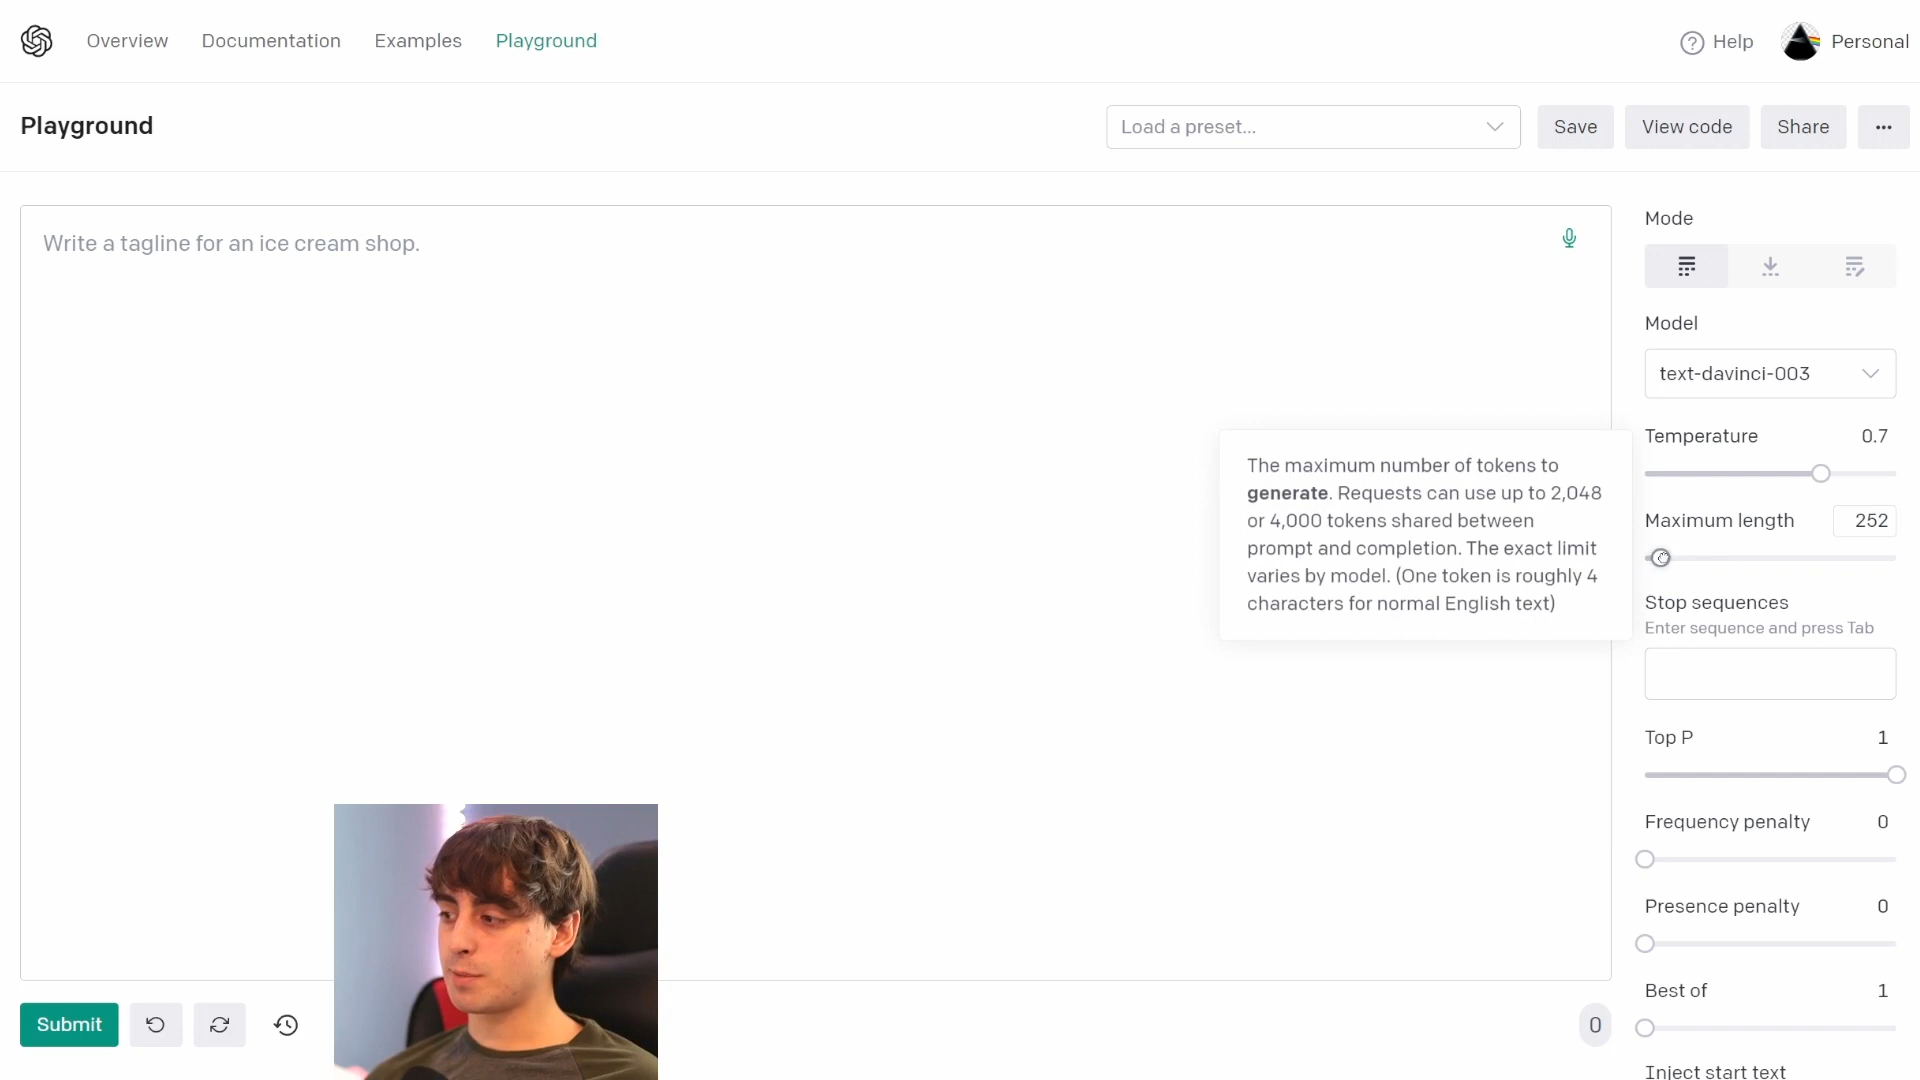 Overview Documentation Examples Playground Help Personal
Playground
Load a preset... Save View code Share
Write a tagline for an ice cream shop.
Mode
Model
text-davinci-003
Temperature 0.7
The maximum number of tokens to
generate. Requests can use up to 2,048
or 4,000 tokens shared between
prompt and completion. The exact limit
varies by model. (One token is roughly 4
characters for normal English text)
Maximum length 252
Stop sequences
Enter sequence and press Tab
Top P 1
Frequency penalty 0
Presence penalty 0
Best of 1
Submit 0
Inject start text